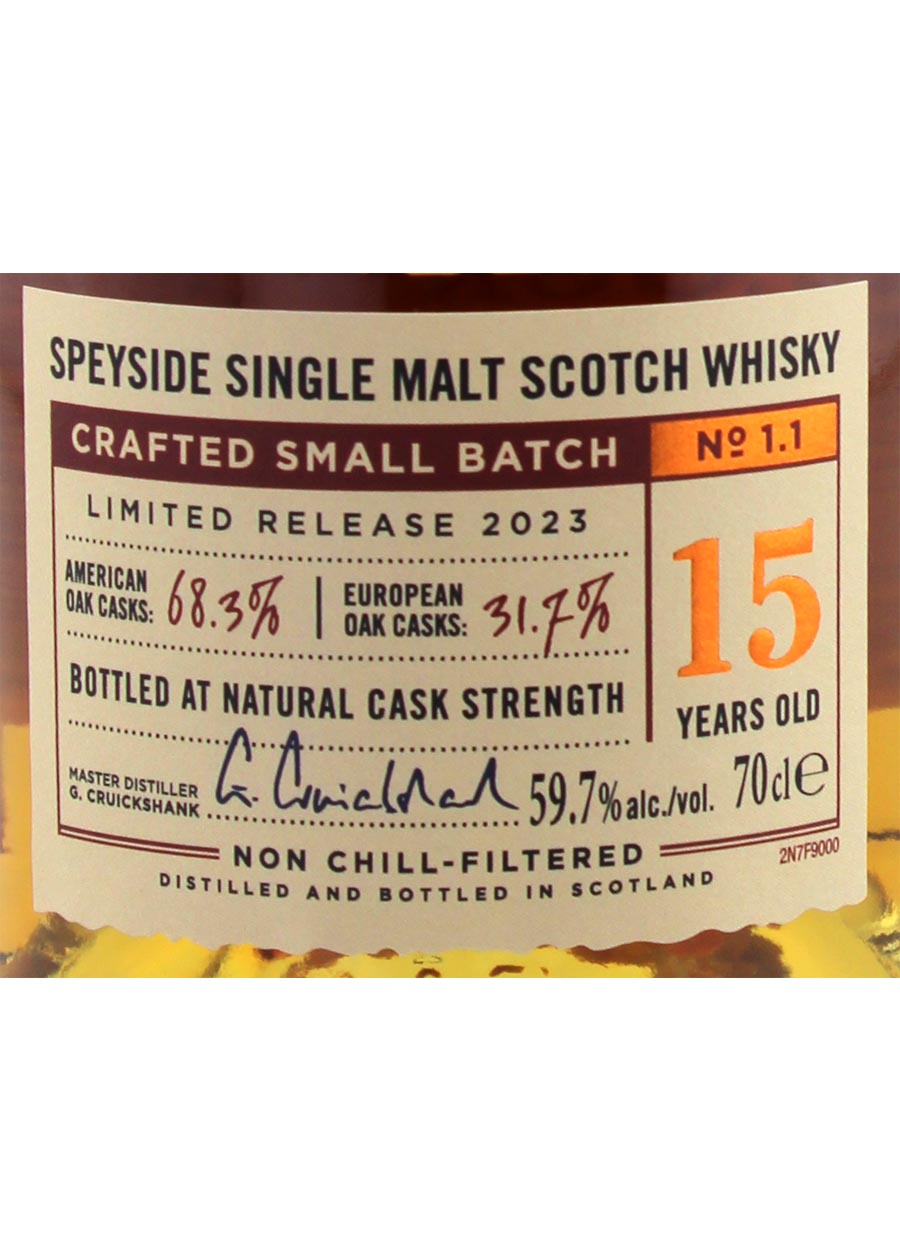 SPEYSIDE SINGLE MALT SCOTCH WHISKY
CRAFTED SMALL BATCH
Nº 1.1
LIMITED RELEASE 2023
AMERICAN
OAK CASKS: 68.3%
EUROPEAN
OAK CASKS: 31.7%
15
YEARS OLD
BOTTLED AT NATURAL CASK STRENGTH
MASTER DISTILLER
G. CRUICKSHANK
G. Cruickshank
59.7% alc./vol. 70cl e
NON CHILL-FILTERED
2N7F9000
DISTILLED AND BOTTLED IN SCOTLAND